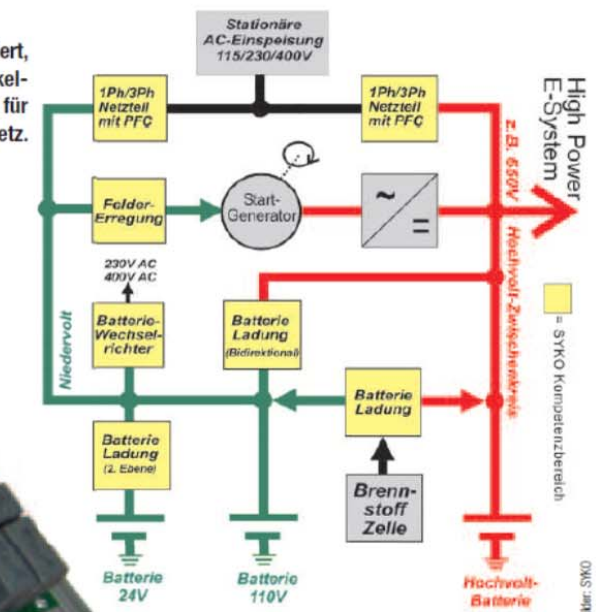 ert,
kel-
für
etz.
Stationäre
AC-Einspeisung
115/230/400V
1Ph/3Ph
Netzteil
mit PFC
1Ph/3Ph
Netzteil
mit PFC
High Power
E-System
z.B. 650V
Felder-
Erregung
Start-
Generator
~
=
230V AC
400V AC
Niedervolt
Batterie-
Wechsel-
richter
Batterie
Ladung
(Bidirektional)
Hochvolt-Zwischenkreis
= SYKO Kompetenzbereich
Batterie
Ladung
Batterie
Ladung
(2. Ebene)
Brenn-
stoff
Zelle
Batterie
24V
Batterie
110V
Hochvolt-
Batterie
lder: SYKO